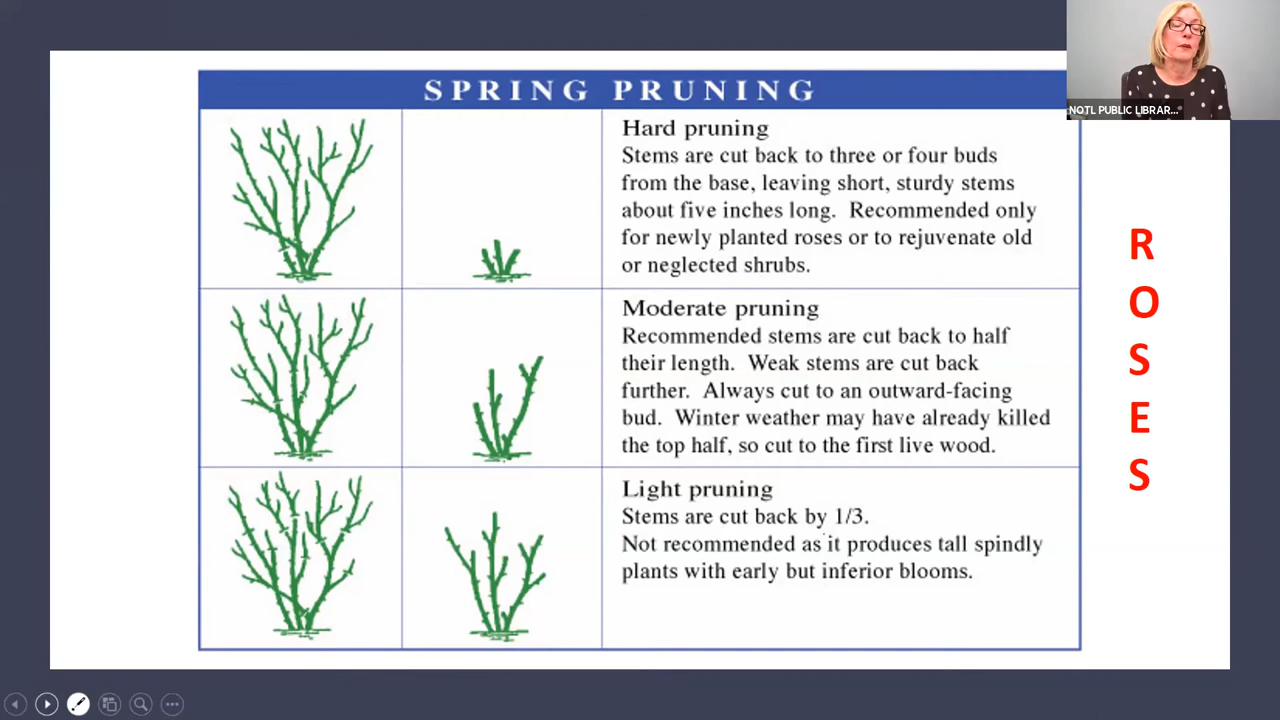 SPRING PRUNING
NOTL PUBLIC LIBRAR...
Hard pruning
Stems are cut back to three or four buds
from the base, leaving short, sturdy stems
about five inches long. Recommended only
for newly planted roses or to rejuvenate old
or neglected shrubs.
Moderate pruning
Recommended stems are cut back to half
their length. Weak stems are cut back
further. Always cut to an outward-facing
bud. Winter weather may have already killed
the top half, so cut to the first live wood.
Light pruning
Stems are cut back by 1/3.
Not recommended as it produces tall spindly
plants with early but inferior blooms.
R
O
S
E
S